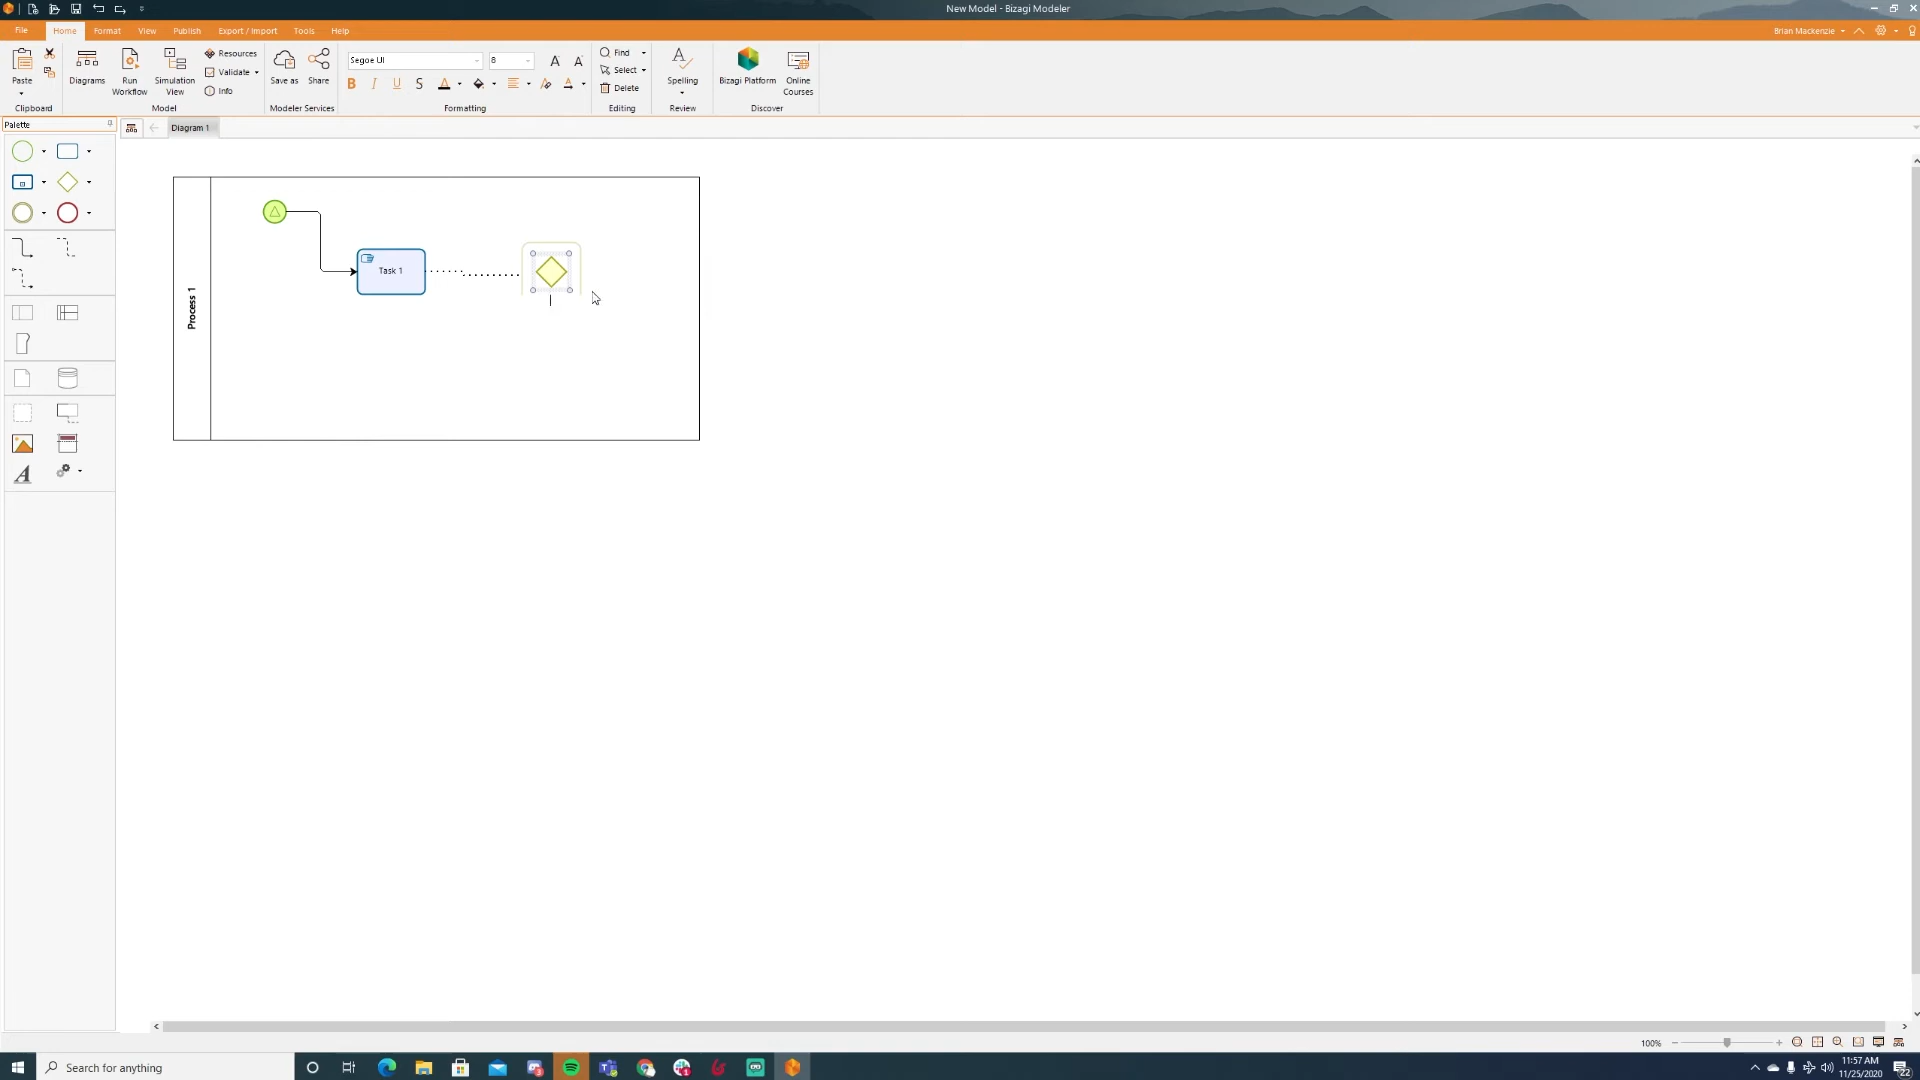 New Model - Bizagi Modeler
File Home Format View Publish Export / Import Tools Help Brian Mackenzie
Paste
Clipboard
Diagrams
Run Workflow
Simulation View
Resources
Validate
Info
Model
Save as
Share
Modeler Services
Segoe UI 8
A A
B I U S A A
Formatting
Find
Select
Delete
Editing
Spelling
Review
Bizagi Platform
Online Courses
Discover
Palette
Diagram 1
Process 1
Task 1
A
100%
Search for anything
11:57 AM
11/25/2020
22